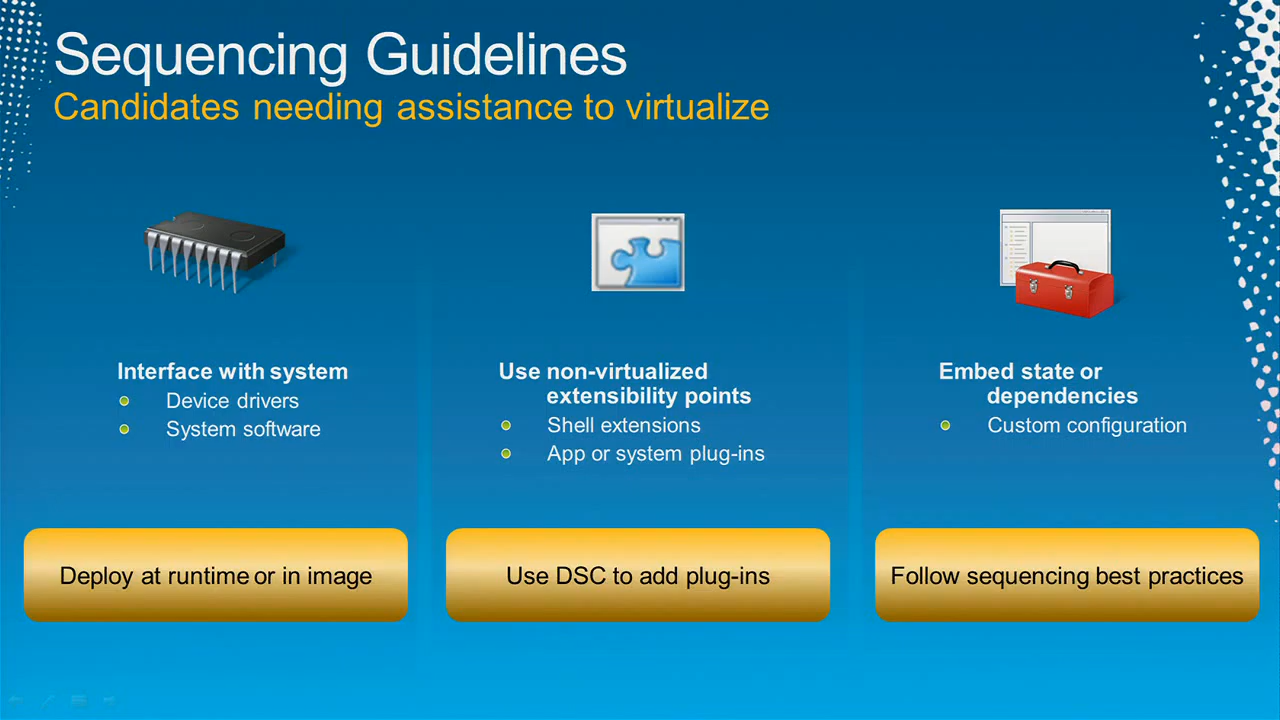 Sequencing Guidelines
Candidates needing assistance to virtualize
Interface with system
Device drivers
System software
Deploy at runtime or in image
Use non-virtualized
extensibility points
Shell extensions
App or system plug-ins
Use DSC to add plug-ins
Embed state or
dependencies
Custom configuration
Follow sequencing best practices